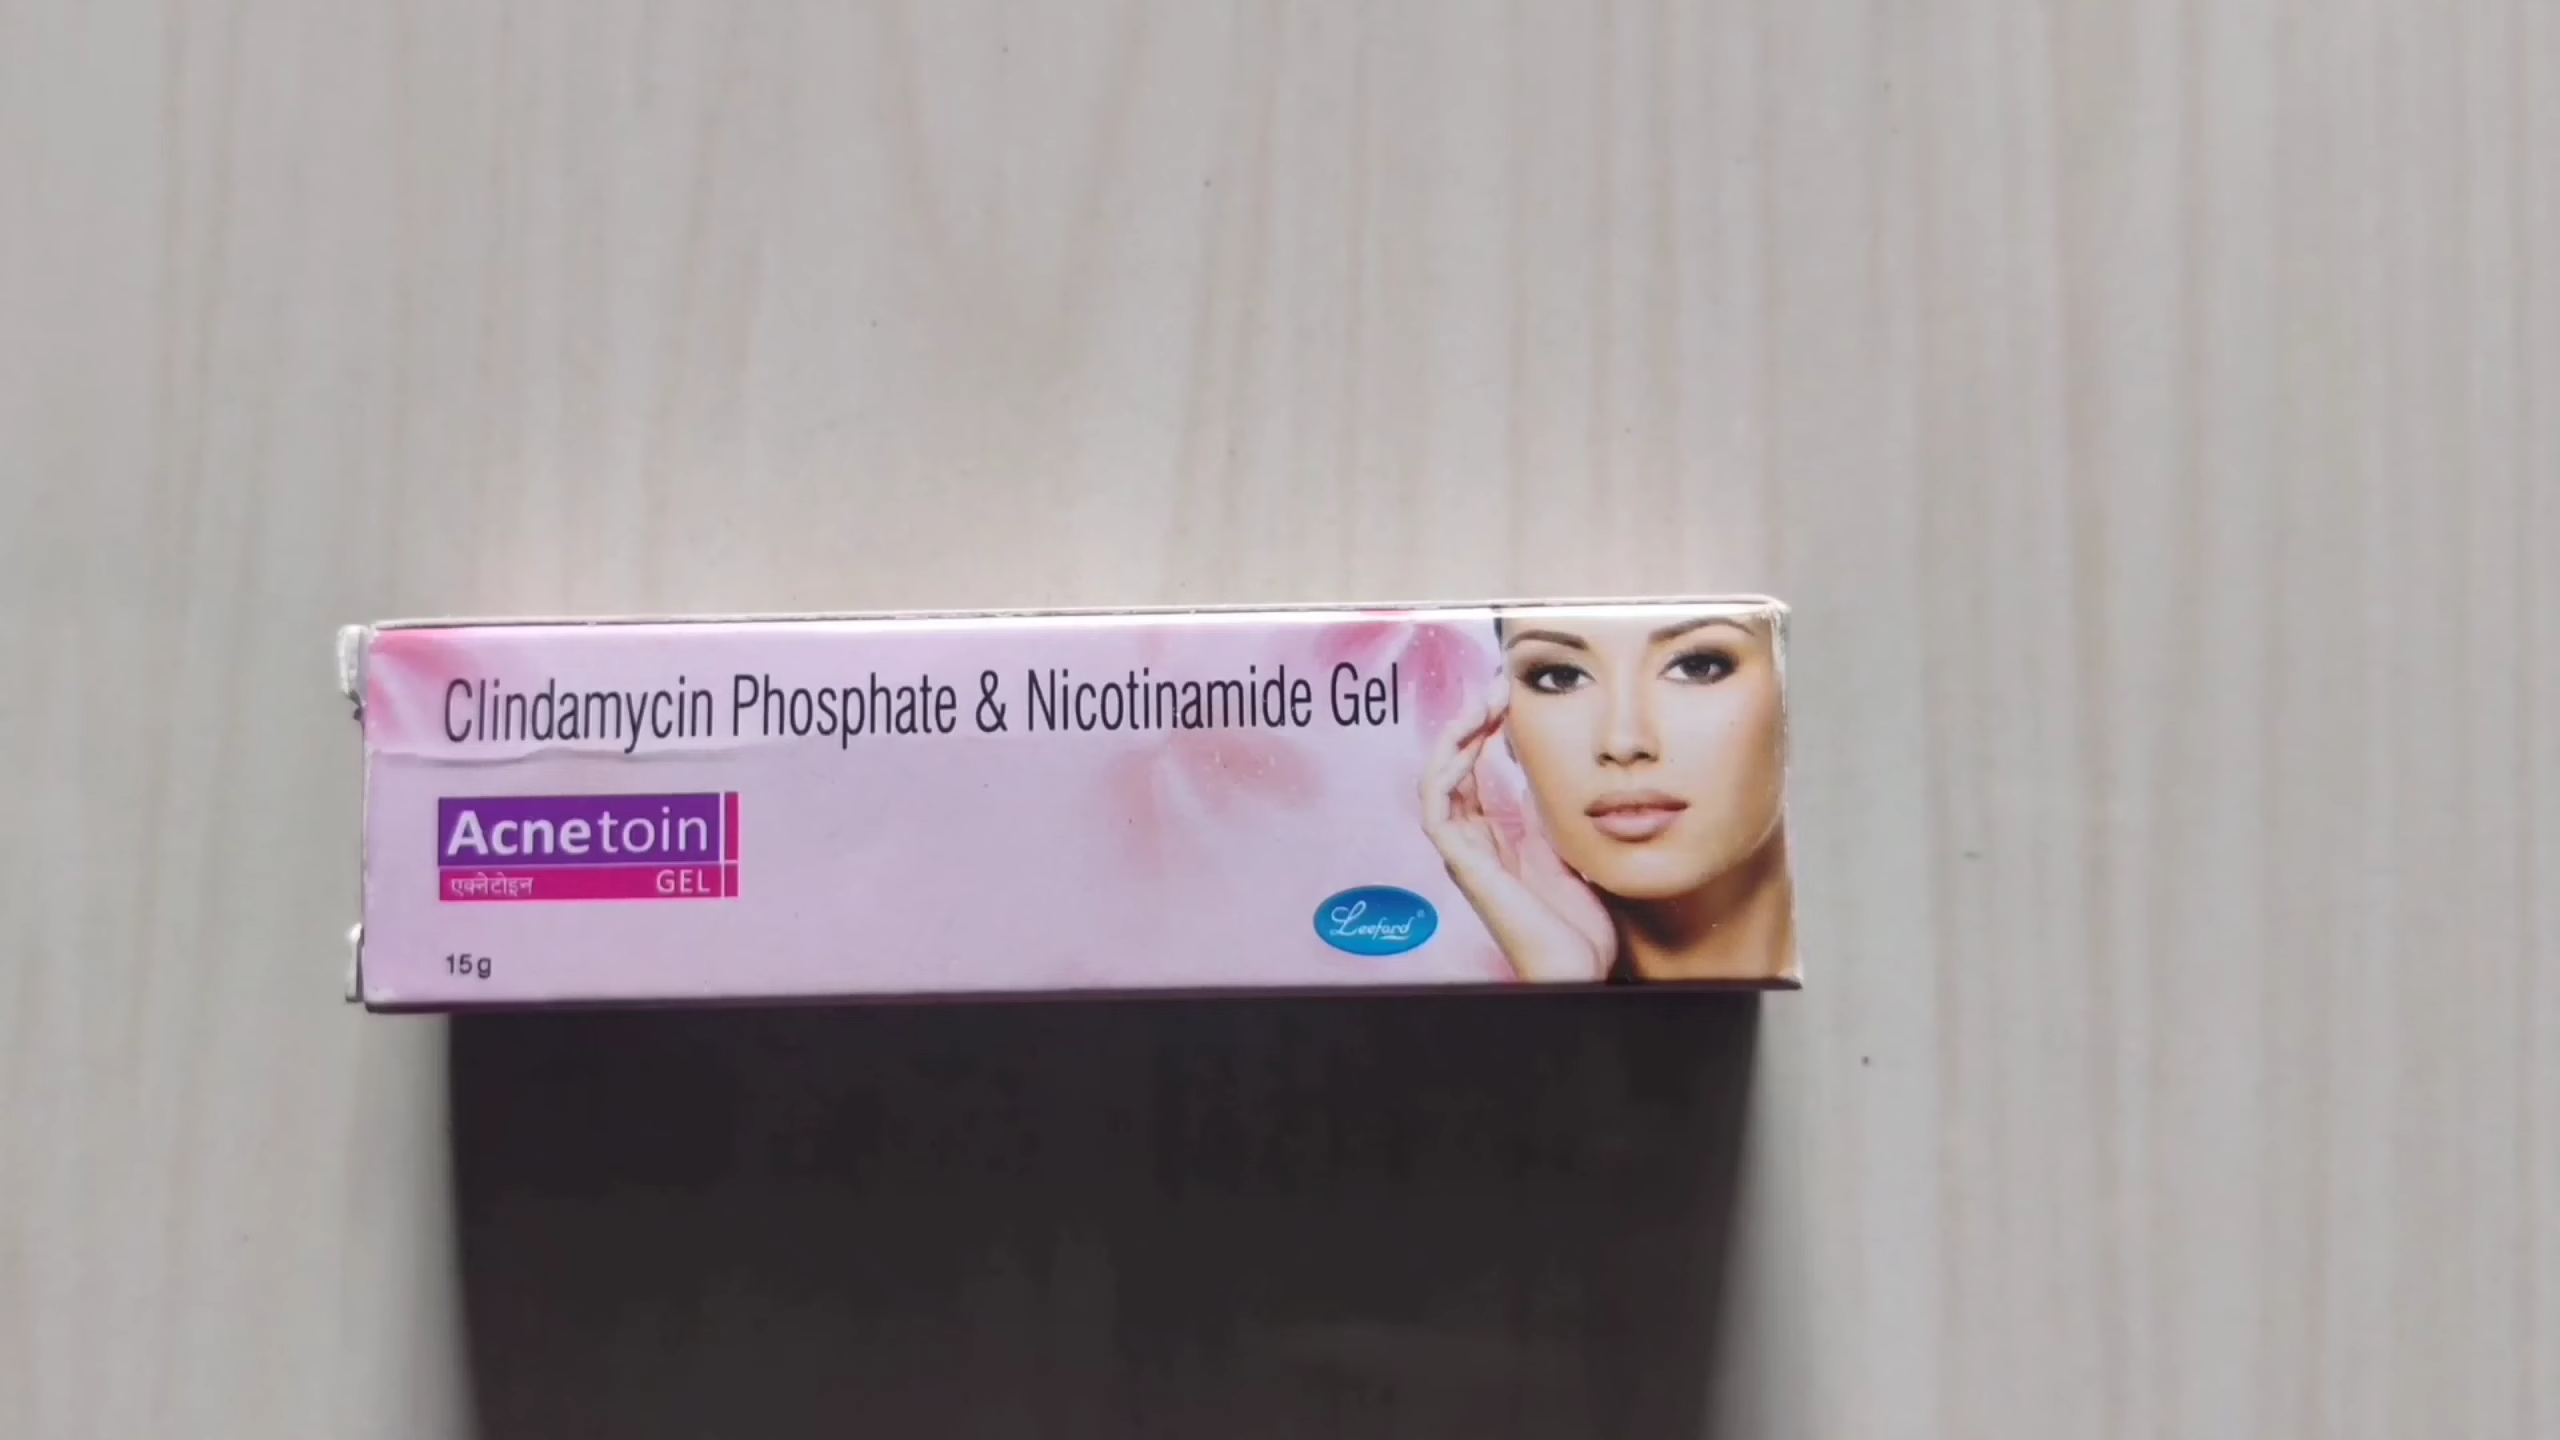 Clindamycin Phosphate & Nicotinamide Gel
Acnetoin
एक्नेटोइन GEL
15g
Leeford®